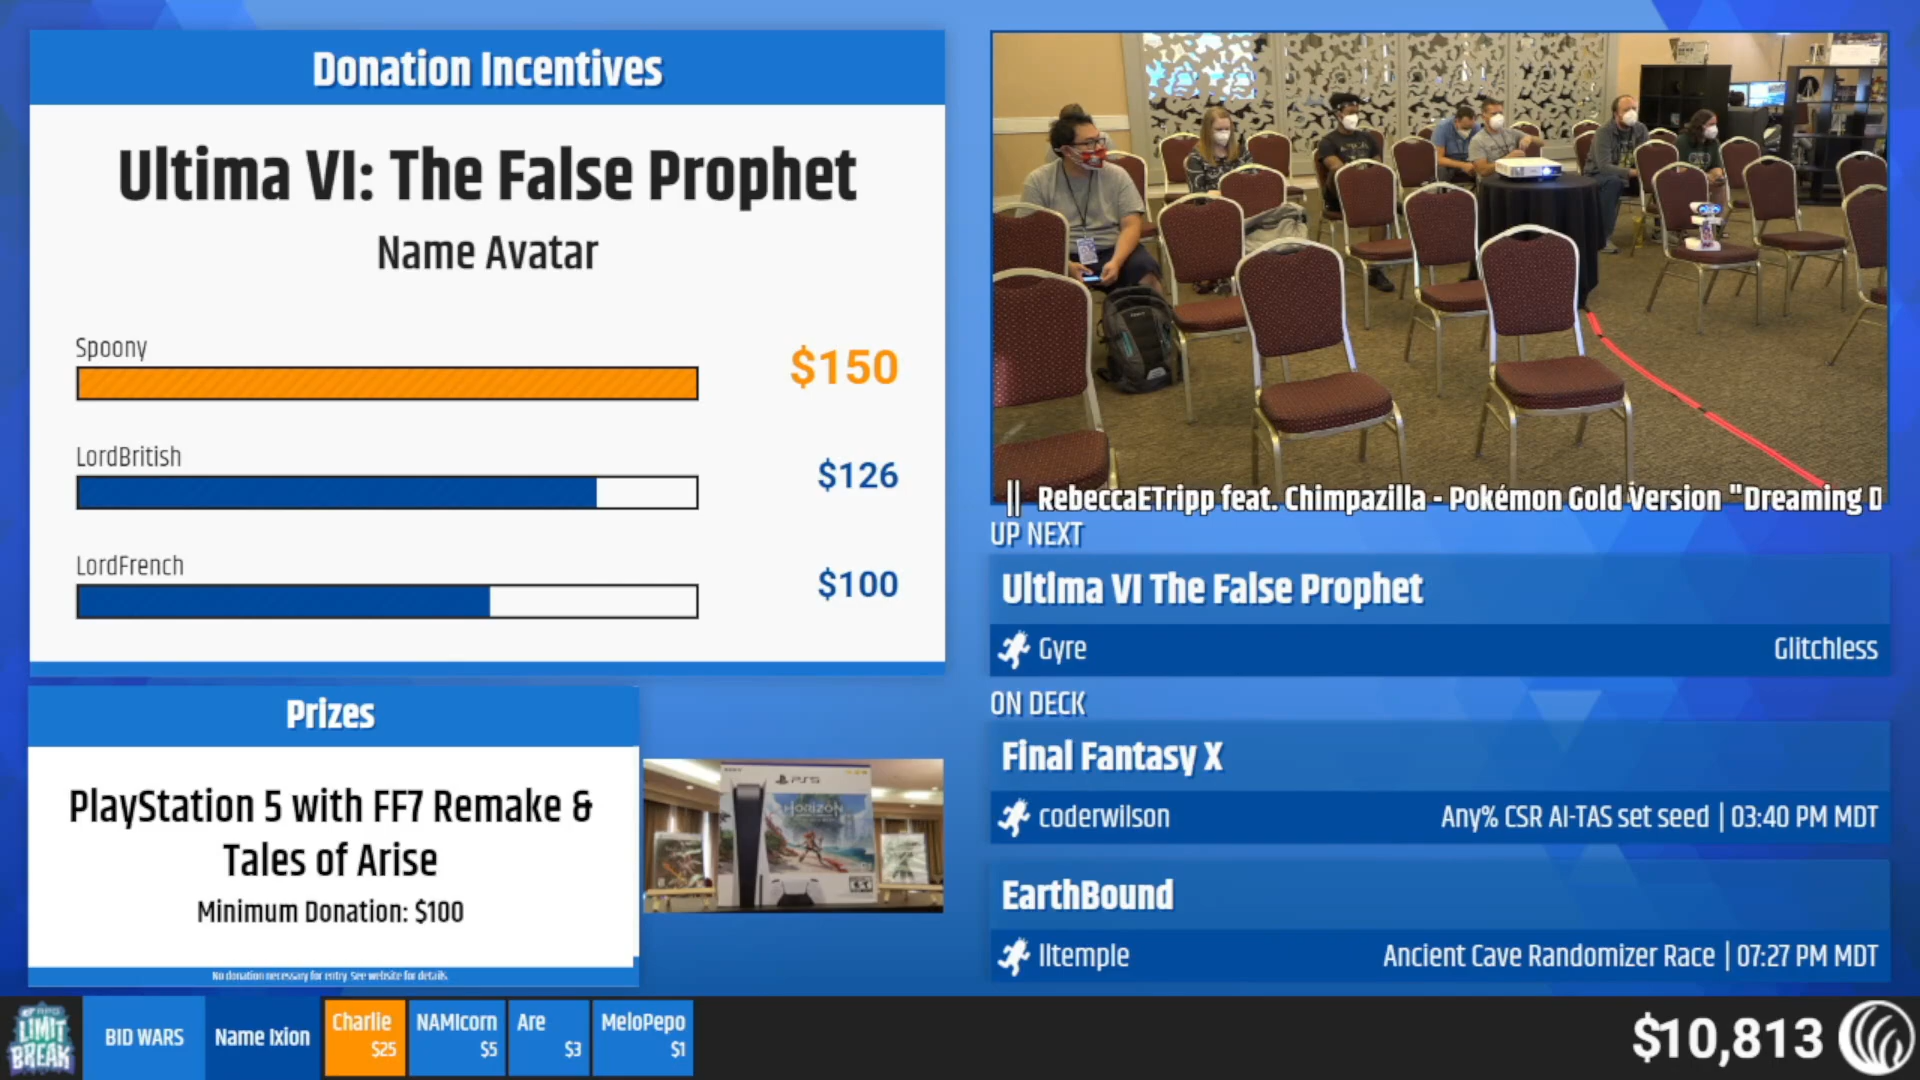 Donation Incentives
Ultima VI: The False Prophet
Name Avatar
Spoony
$150
LordBritish
$126
LordFrench
$100
Prizes
PlayStation 5 with FF7 Remake &
Tales of Arise
Minimum Donation: $100
No donation necessary for entry. See website for details.
PS5
HORIZON
|| RebeccaETripp feat. Chimpazilla - Pokémon Gold Version "Dreaming D
UP NEXT
Ultima VI The False Prophet
Gyre Glitchless
ON DECK
Final Fantasy X
coderwilson Any% CSR AI-TAS set seed | 03:40 PM MDT
EarthBound
lltemple Ancient Cave Randomizer Race | 07:27 PM MDT
LIMIT
BREAK
BID WARS
Name Ixion
Charlie
$25
NAMIcorn
$5
Are
$3
MeloPepo
$1
$10,813